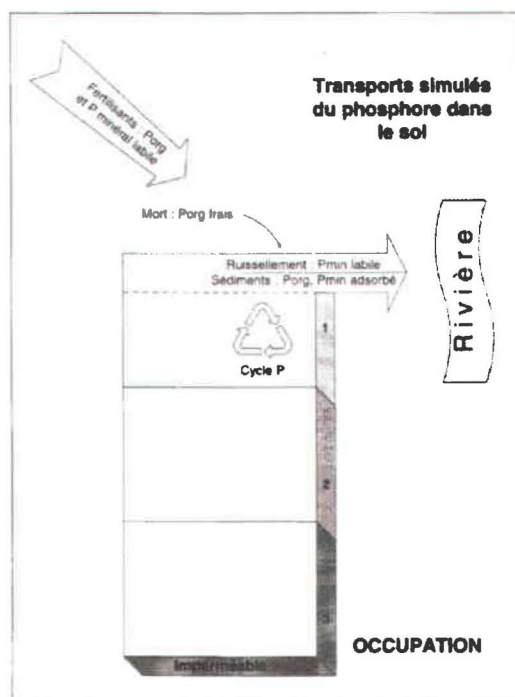 Transports simulés
du phosphore dans
le sol
Fertilisants : Porg
et P minéral labile
Mort : Porg frais
Ruissellement : Pmin labile
Sédiments : Porg, Pmin adsorbé
Rivière
1
Cycle P
2
3
OCCUPATION
Imperméable